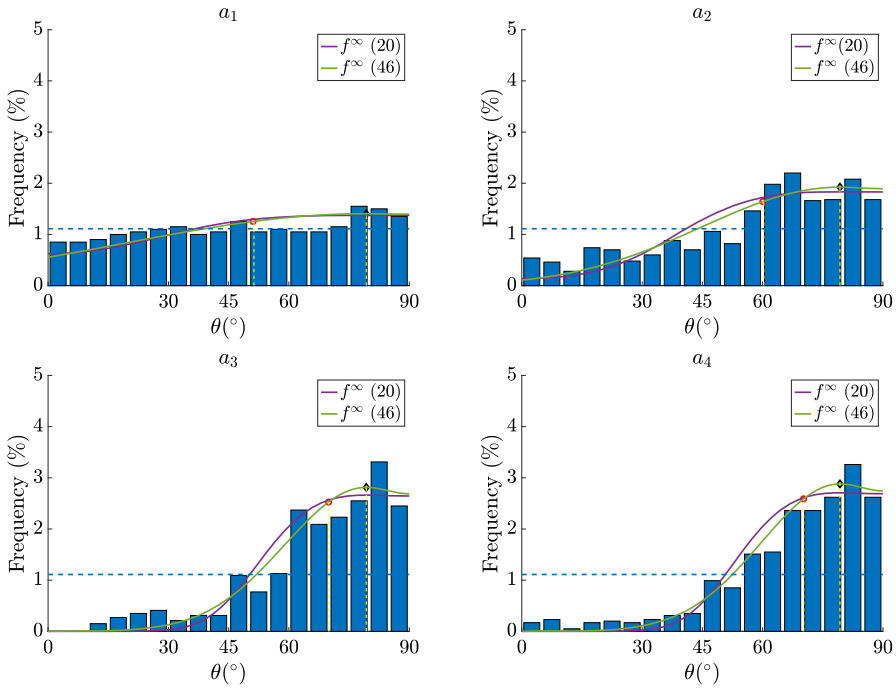 a₁
Frequency (%)
5
4
3
2
1
0
f∞ (20)
f∞ (46)
0 30 45 60 90
θ(°)
a₂
Frequency (%)
5
4
3
2
1
0
f∞(20)
f∞ (46)
0 30 45 60 90
θ(°)
a₃
Frequency (%)
5
4
3
2
1
0
f∞ (20)
f∞ (46)
0 30 45 60 90
θ(°)
a₄
Frequency (%)
5
4
3
2
1
0
f∞ (20)
f∞ (46)
0 30 45 60 90
θ(°)